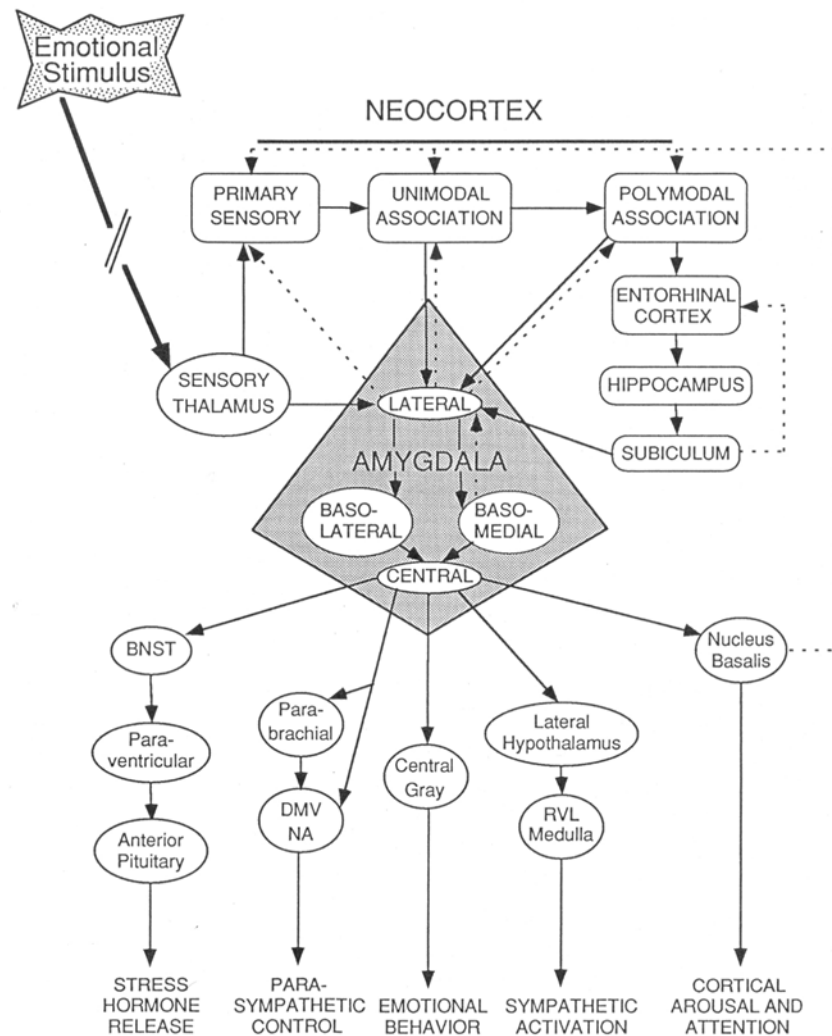 Emotional
Stimulus
NEOCORTEX
PRIMARY
SENSORY
UNIMODAL
ASSOCIATION
POLYMODAL
ASSOCIATION
ENTORHINAL
CORTEX
SENSORY
THALAMUS
LATERAL
HIPPOCAMPUS
SUBICULUM
AMYGDALA
BASO-
LATERAL
BASO-
MEDIAL
CENTRAL
BNST
Nucleus
Basalis
Para-
ventricular
Para-
brachial
Lateral
Hypothalamus
Central
Gray
DMV
NA
RVL
Medulla
Anterior
Pituitary
STRESS
HORMONE
RELEASE
PARA-
SYMPATHETIC
CONTROL
EMOTIONAL
BEHAVIOR
SYMPATHETIC
ACTIVATION
CORTICAL
AROUSAL AND
ATTENTION